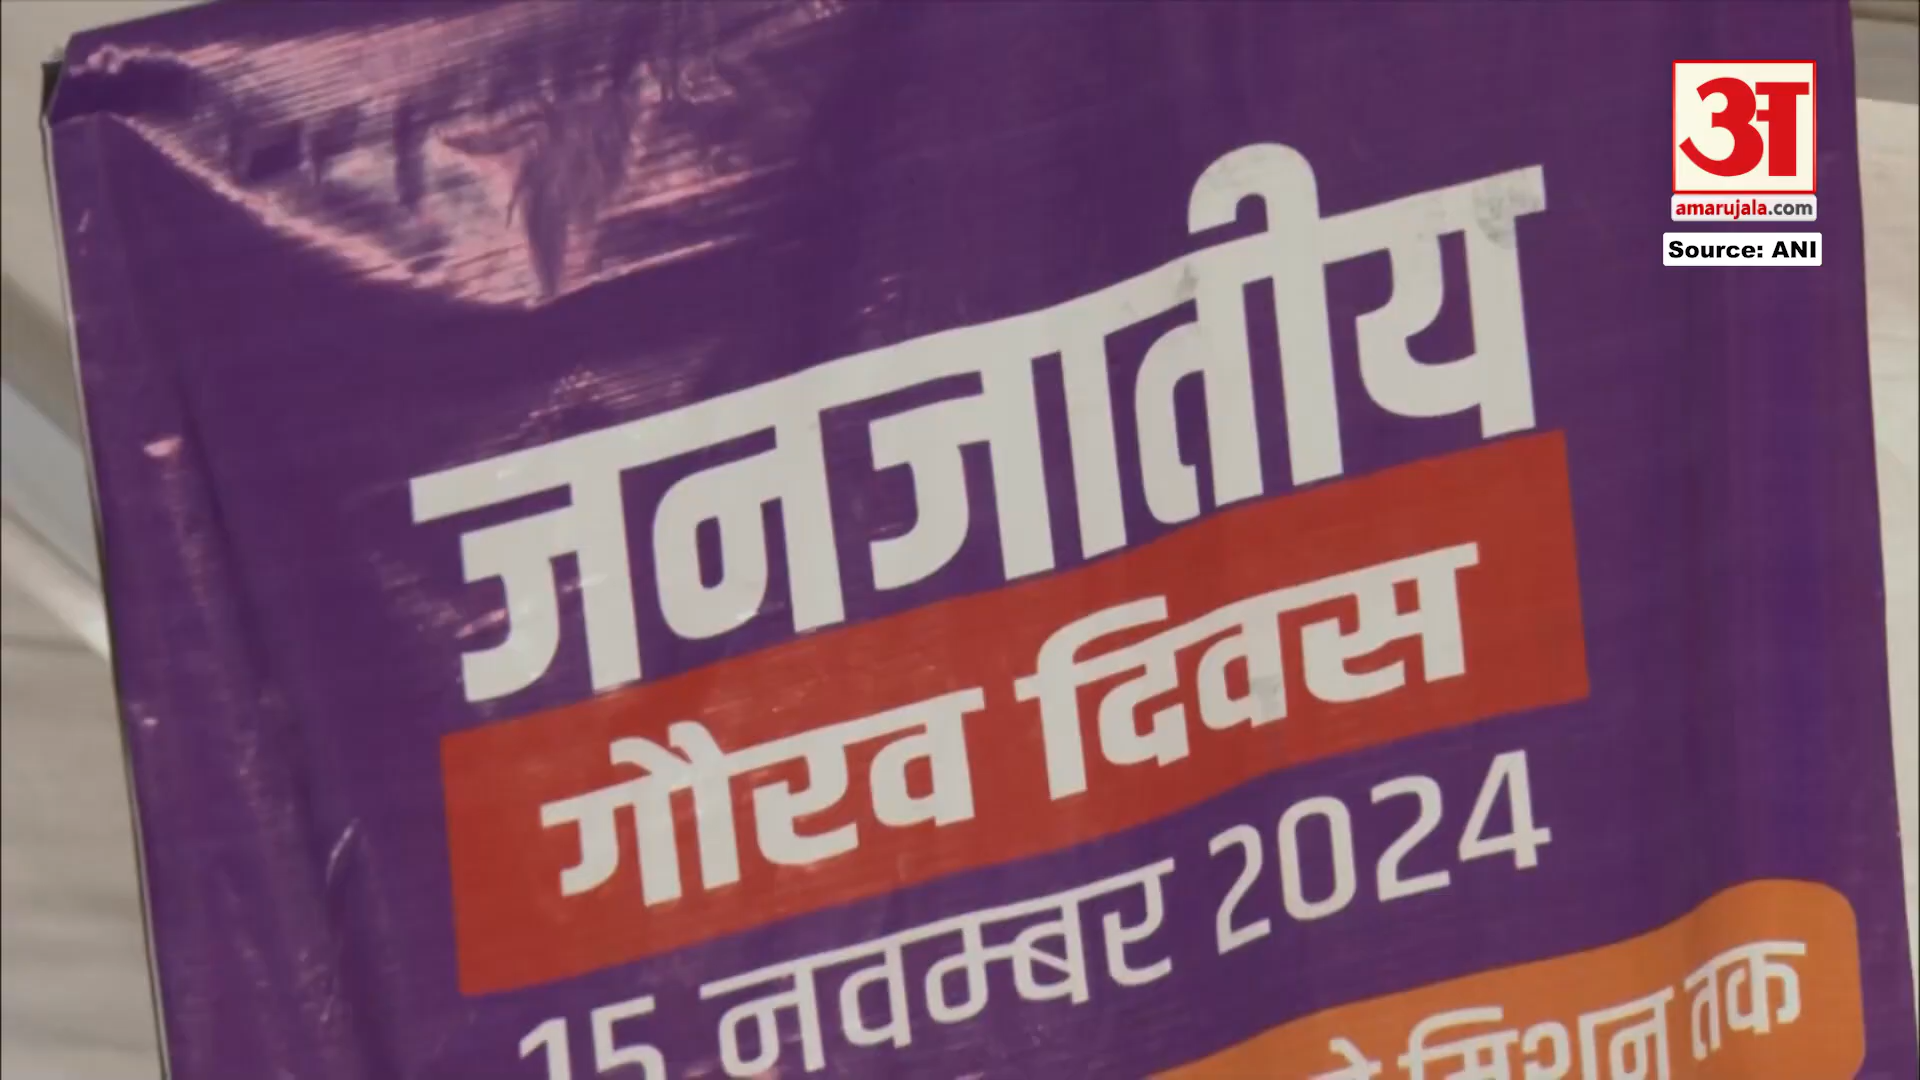 अ
amarujala.com
Source: ANI
जनजातीय
गौरव दिवस
15 नवम्बर 2024
मिशन तक